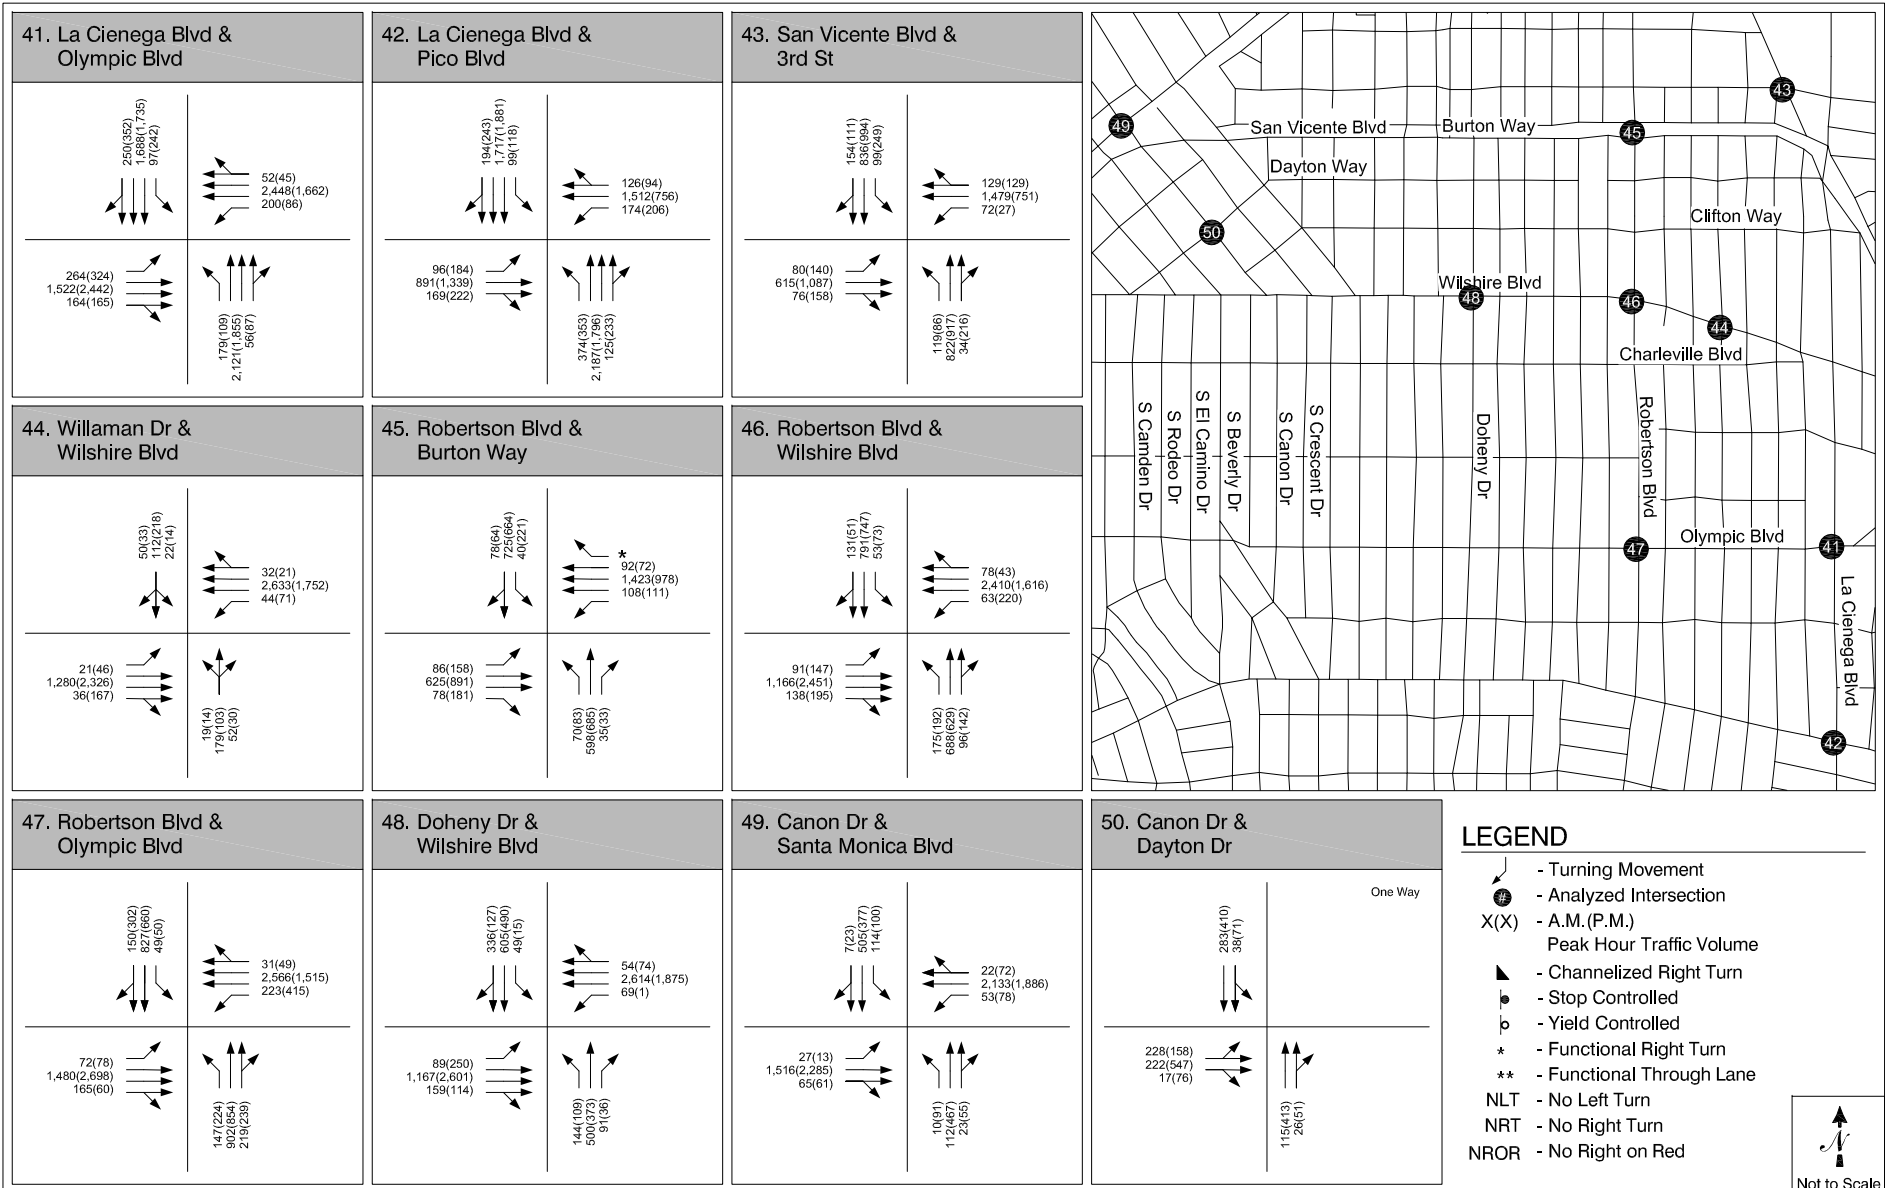 41. La Cienega Blvd &
Olympic Blvd
250(352)
1,688(1,735)
97(242)
52(45)
2,448(1,662)
200(86)
264(324)
1,522(2,442)
164(165)
179(109)
2,121(1,855)
56(87)
42. La Cienega Blvd &
Pico Blvd
194(243)
1,717(1,881)
99(118)
126(94)
1,512(756)
174(206)
96(184)
891(1,339)
169(222)
374(353)
2,187(1,796)
125(233)
43. San Vicente Blvd &
3rd St
154(111)
836(994)
99(249)
129(129)
1,479(751)
72(27)
80(140)
615(1,087)
76(158)
119(86)
822(917)
34(216)
44. Willaman Dr &
Wilshire Blvd
50(33)
112(218)
22(14)
32(21)
2,633(1,752)
44(71)
21(46)
1,280(2,326)
36(167)
19(14)
179(103)
52(30)
45. Robertson Blvd &
Burton Way
78(64)
725(664)
40(221)
*
92(72)
1,423(978)
108(111)
86(158)
625(891)
78(181)
70(83)
598(685)
35(33)
46. Robertson Blvd &
Wilshire Blvd
131(51)
791(747)
53(73)
78(43)
2,410(1,616)
63(220)
91(147)
1,166(2,451)
138(195)
175(192)
688(629)
96(142)
43
49
San Vicente Blvd
Burton Way
45
Dayton Way
Clifton Way
50
Wilshire Blvd
48
46
44
Charleville Blvd
S Camden Dr
S Rodeo Dr
S El Camino Dr
S Beverly Dr
S Canon Dr
S Crescent Dr
Doheny Dr
Robertson Blvd
Olympic Blvd
47
41
La Cienega Blvd
42
47. Robertson Blvd &
Olympic Blvd
150(302)
827(660)
49(50)
31(49)
2,566(1,515)
223(415)
72(78)
1,480(2,698)
165(60)
147(224)
902(854)
219(239)
48. Doheny Dr &
Wilshire Blvd
336(127)
605(490)
49(15)
54(74)
2,614(1,875)
69(1)
89(250)
1,167(2,601)
159(114)
144(109)
500(373)
91(36)
49. Canon Dr &
Santa Monica Blvd
7(23)
505(377)
114(100)
22(72)
2,133(1,886)
53(78)
27(13)
1,516(2,285)
65(61)
10(91)
112(467)
23(55)
50. Canon Dr &
Dayton Dr
One Way
283(410)
38(71)
228(158)
222(547)
17(76)
115(413)
26(51)
LEGEND
- Turning Movement
# - Analyzed Intersection
X(X) - A.M.(P.M.)
Peak Hour Traffic Volume
- Channelized Right Turn
- Stop Controlled
- Yield Controlled
* - Functional Right Turn
** - Functional Through Lane
NLT - No Left Turn
NRT - No Right Turn
NROR - No Right on Red
N
Not to Scale